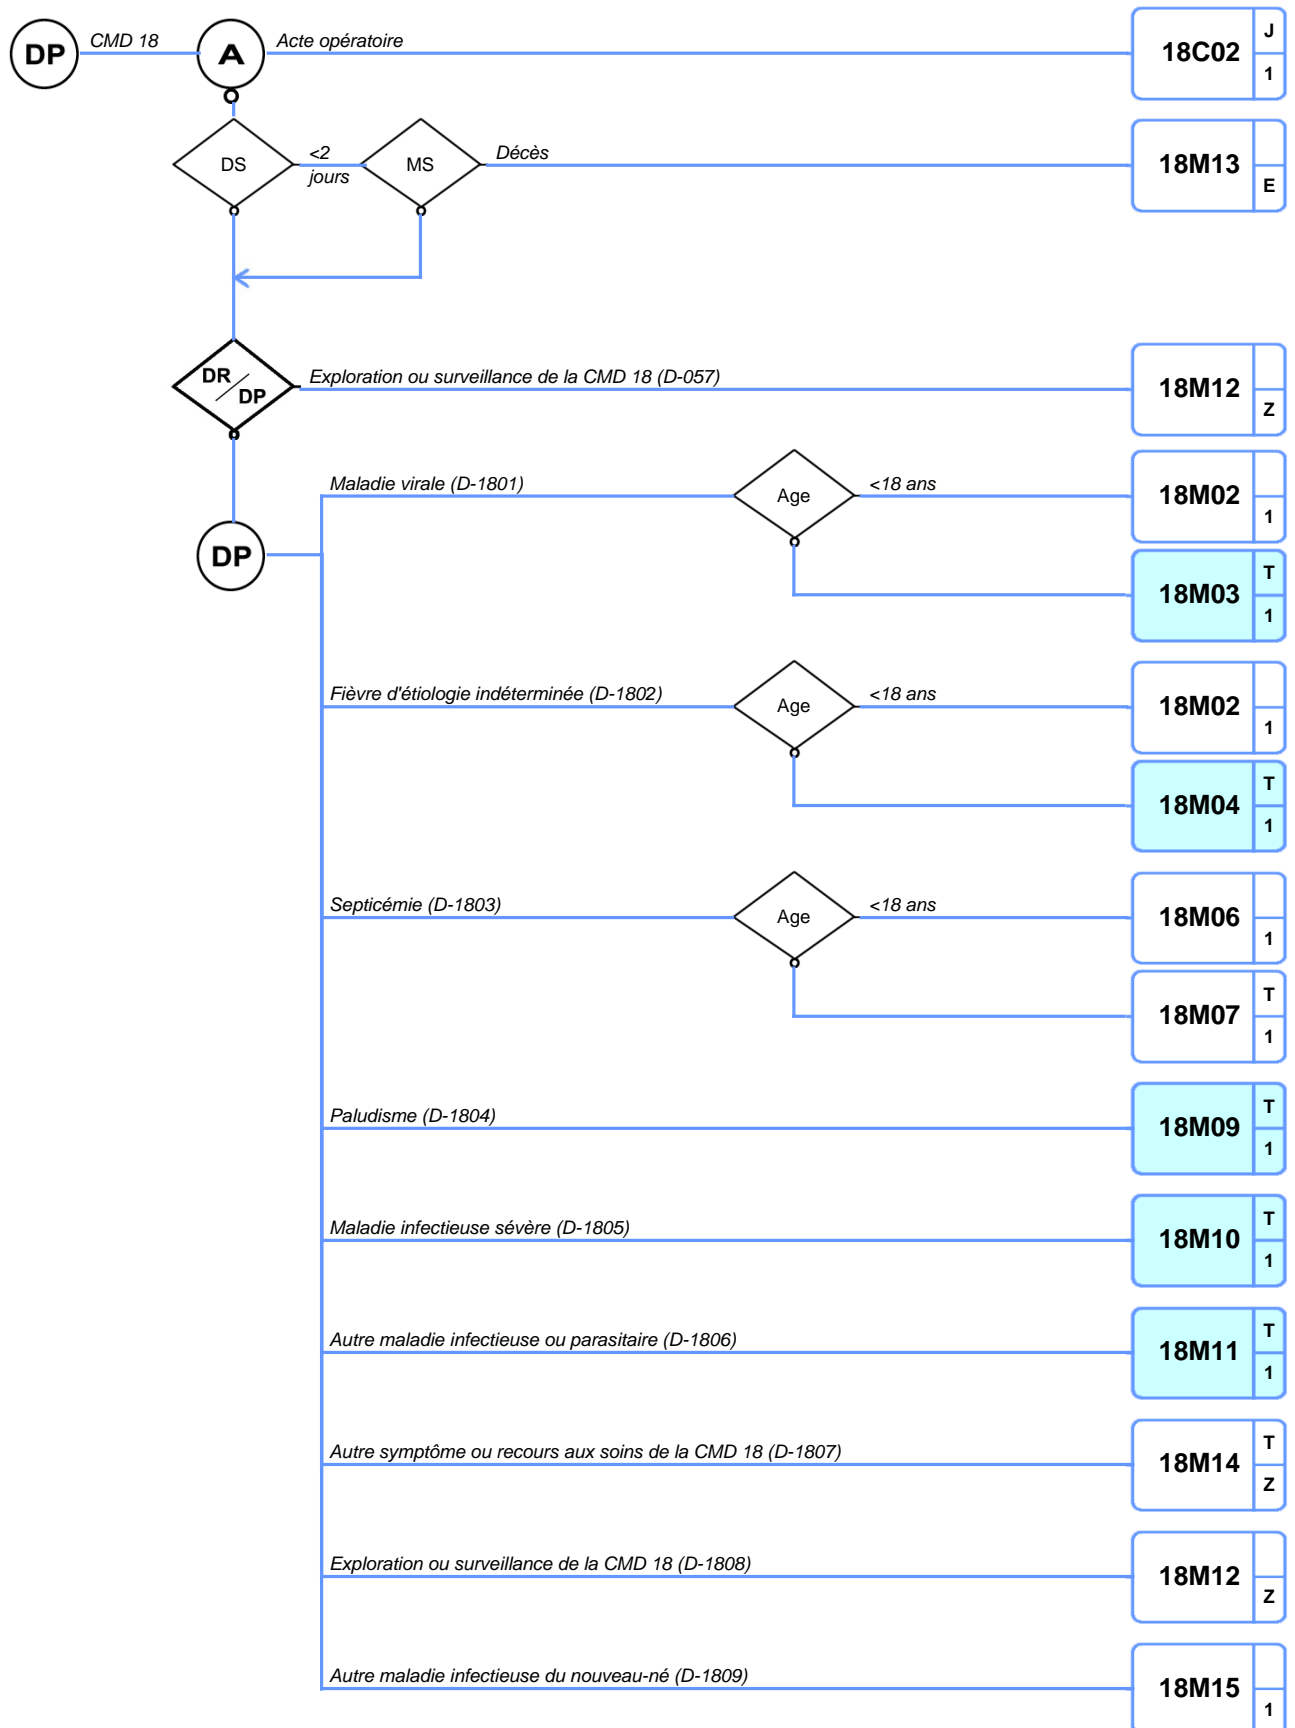 DP
CMD 18
A
Acte opératoire
18C02
J
1
DS
<2
jours
MS
Décès
18M13
E
DR
DP
Exploration ou surveillance de la CMD 18 (D-057)
18M12
Z
DP
Maladie virale (D-1801)
Age
<18 ans
18M02
1
18M03
T
1
Fièvre d'étiologie indéterminée (D-1802)
Age
<18 ans
18M02
1
18M04
T
1
Septicémie (D-1803)
Age
<18 ans
18M06
1
18M07
T
1
Paludisme (D-1804)
18M09
T
1
Maladie infectieuse sévère (D-1805)
18M10
T
1
Autre maladie infectieuse ou parasitaire (D-1806)
18M11
T
1
Autre symptôme ou recours aux soins de la CMD 18 (D-1807)
18M14
T
Z
Exploration ou surveillance de la CMD 18 (D-1808)
18M12
Z
Autre maladie infectieuse du nouveau-né (D-1809)
18M15
1